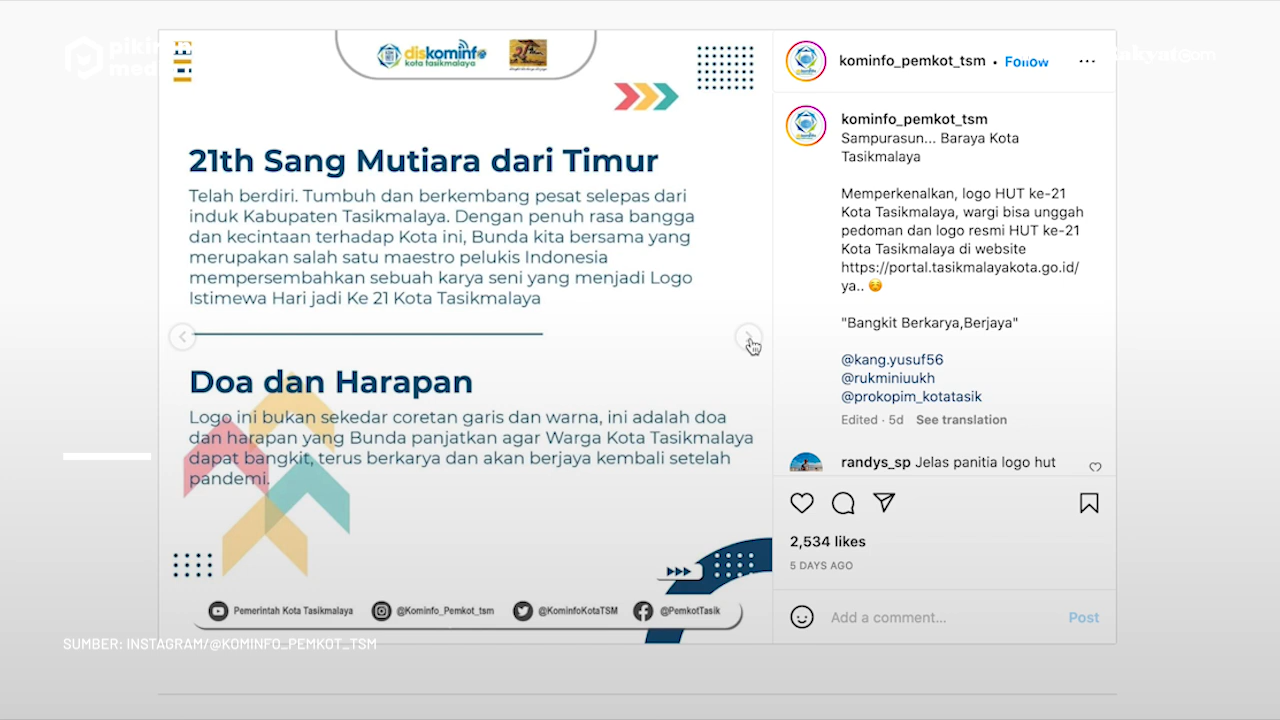 diskominfo
kota tasikmalaya
21th Sang Mutiara dari Timur
Telah berdiri. Tumbuh dan berkembang pesat selepas dari
induk Kabupaten Tasikmalaya. Dengan penuh rasa bangga
dan kecintaan terhadap Kota ini, Bunda kita bersama yang
merupakan salah satu maestro pelukis Indonesia
mempersembahkan sebuah karya seni yang menjadi Logo
Istimewa Hari jadi Ke 21 Kota Tasikmalaya
Doa dan Harapan
Logo ini bukan sekedar coretan garis dan warna, ini adalah doa
dan harapan yang Bunda panjatkan agar Warga Kota Tasikmalaya
dapat bangkit, terus berkarya dan akan berjaya kembali setelah
pandemi.
Pemerintah Kota Tasikmalaya @Kominfo_Pemkot_tsm @KominfoKotaTSM @PemkotTasik
SUMBER: INSTAGRAM/@KOMINFO_PEMKOT_TSM
kominfo_pemkot_tsm • Follow
kominfo_pemkot_tsm
Sampurasun... Baraya Kota
Tasikmalaya
Memperkenalkan, logo HUT ke-21
Kota Tasikmalaya, wargi bisa unggah
pedoman dan logo resmi HUT ke-21
Kota Tasikmalaya di website
https://portal.tasikmalayakota.go.id/
ya.. 
"Bangkit Berkarya,Berjaya"
@kang.yusuf56
@rukminiuukh
@prokopim_kotatasik
Edited · 5d See translation
randys_sp Jelas panitia logo hut
2,534 likes
5 DAYS AGO
Add a comment... Post